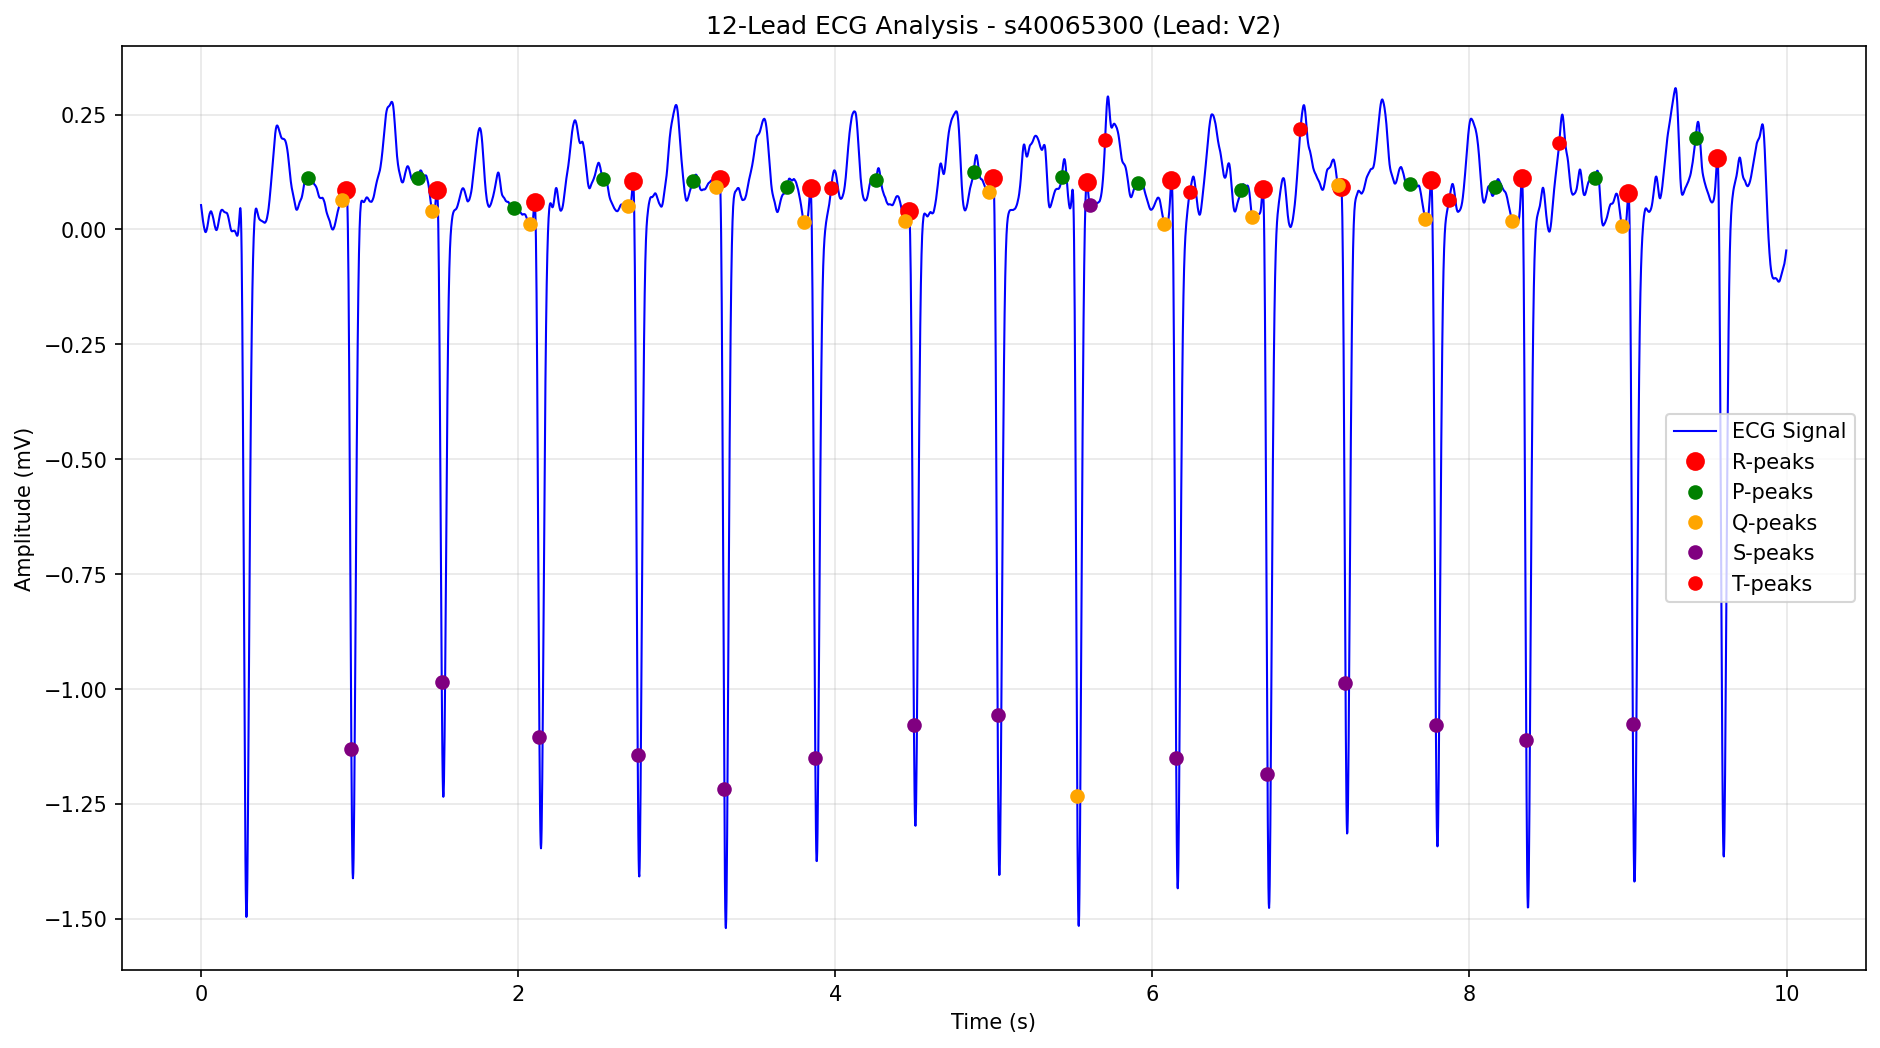 12-Lead ECG Analysis - s40065300 (Lead: V2)
0.25
0.00
−0.25
−0.50
−0.75
−1.00
−1.25
−1.50
Amplitude (mV)
ECG Signal
R-peaks
P-peaks
Q-peaks
S-peaks
T-peaks
0 2 4 6 8 10
Time (s)